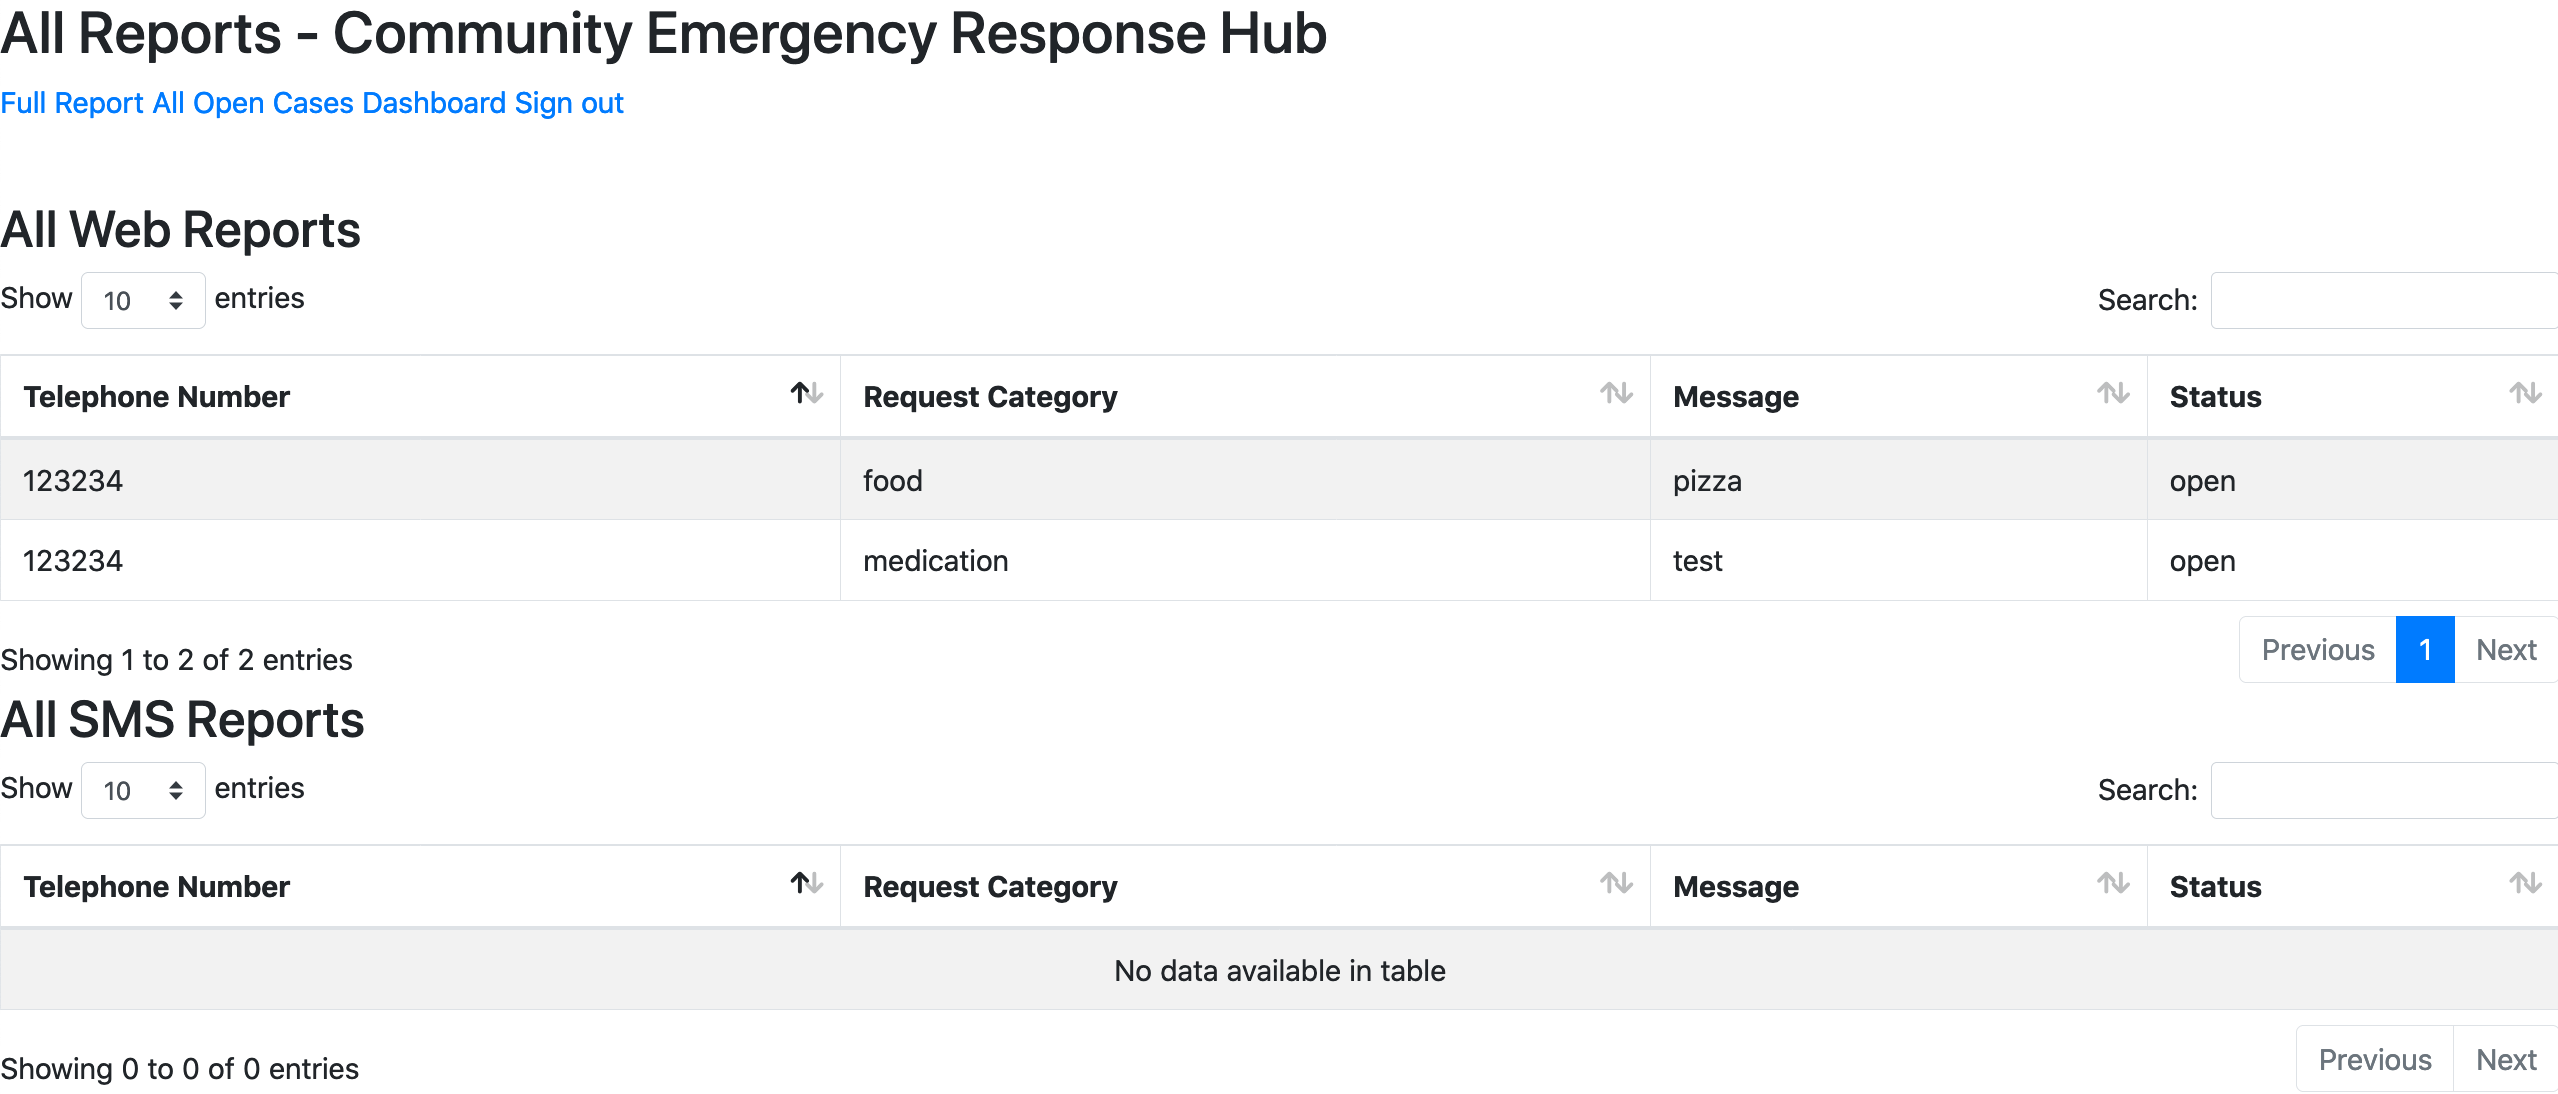 All Reports - Community Emergency Response Hub
Full Report All Open Cases Dashboard Sign out
All Web Reports
Show 10 entries Search:
Telephone Number Request Category Message Status
123234 food pizza open
123234 medication test open
Showing 1 to 2 of 2 entries Previous 1 Next
All SMS Reports
Show 10 entries Search:
Telephone Number Request Category Message Status
No data available in table
Showing 0 to 0 of 0 entries Previous Next